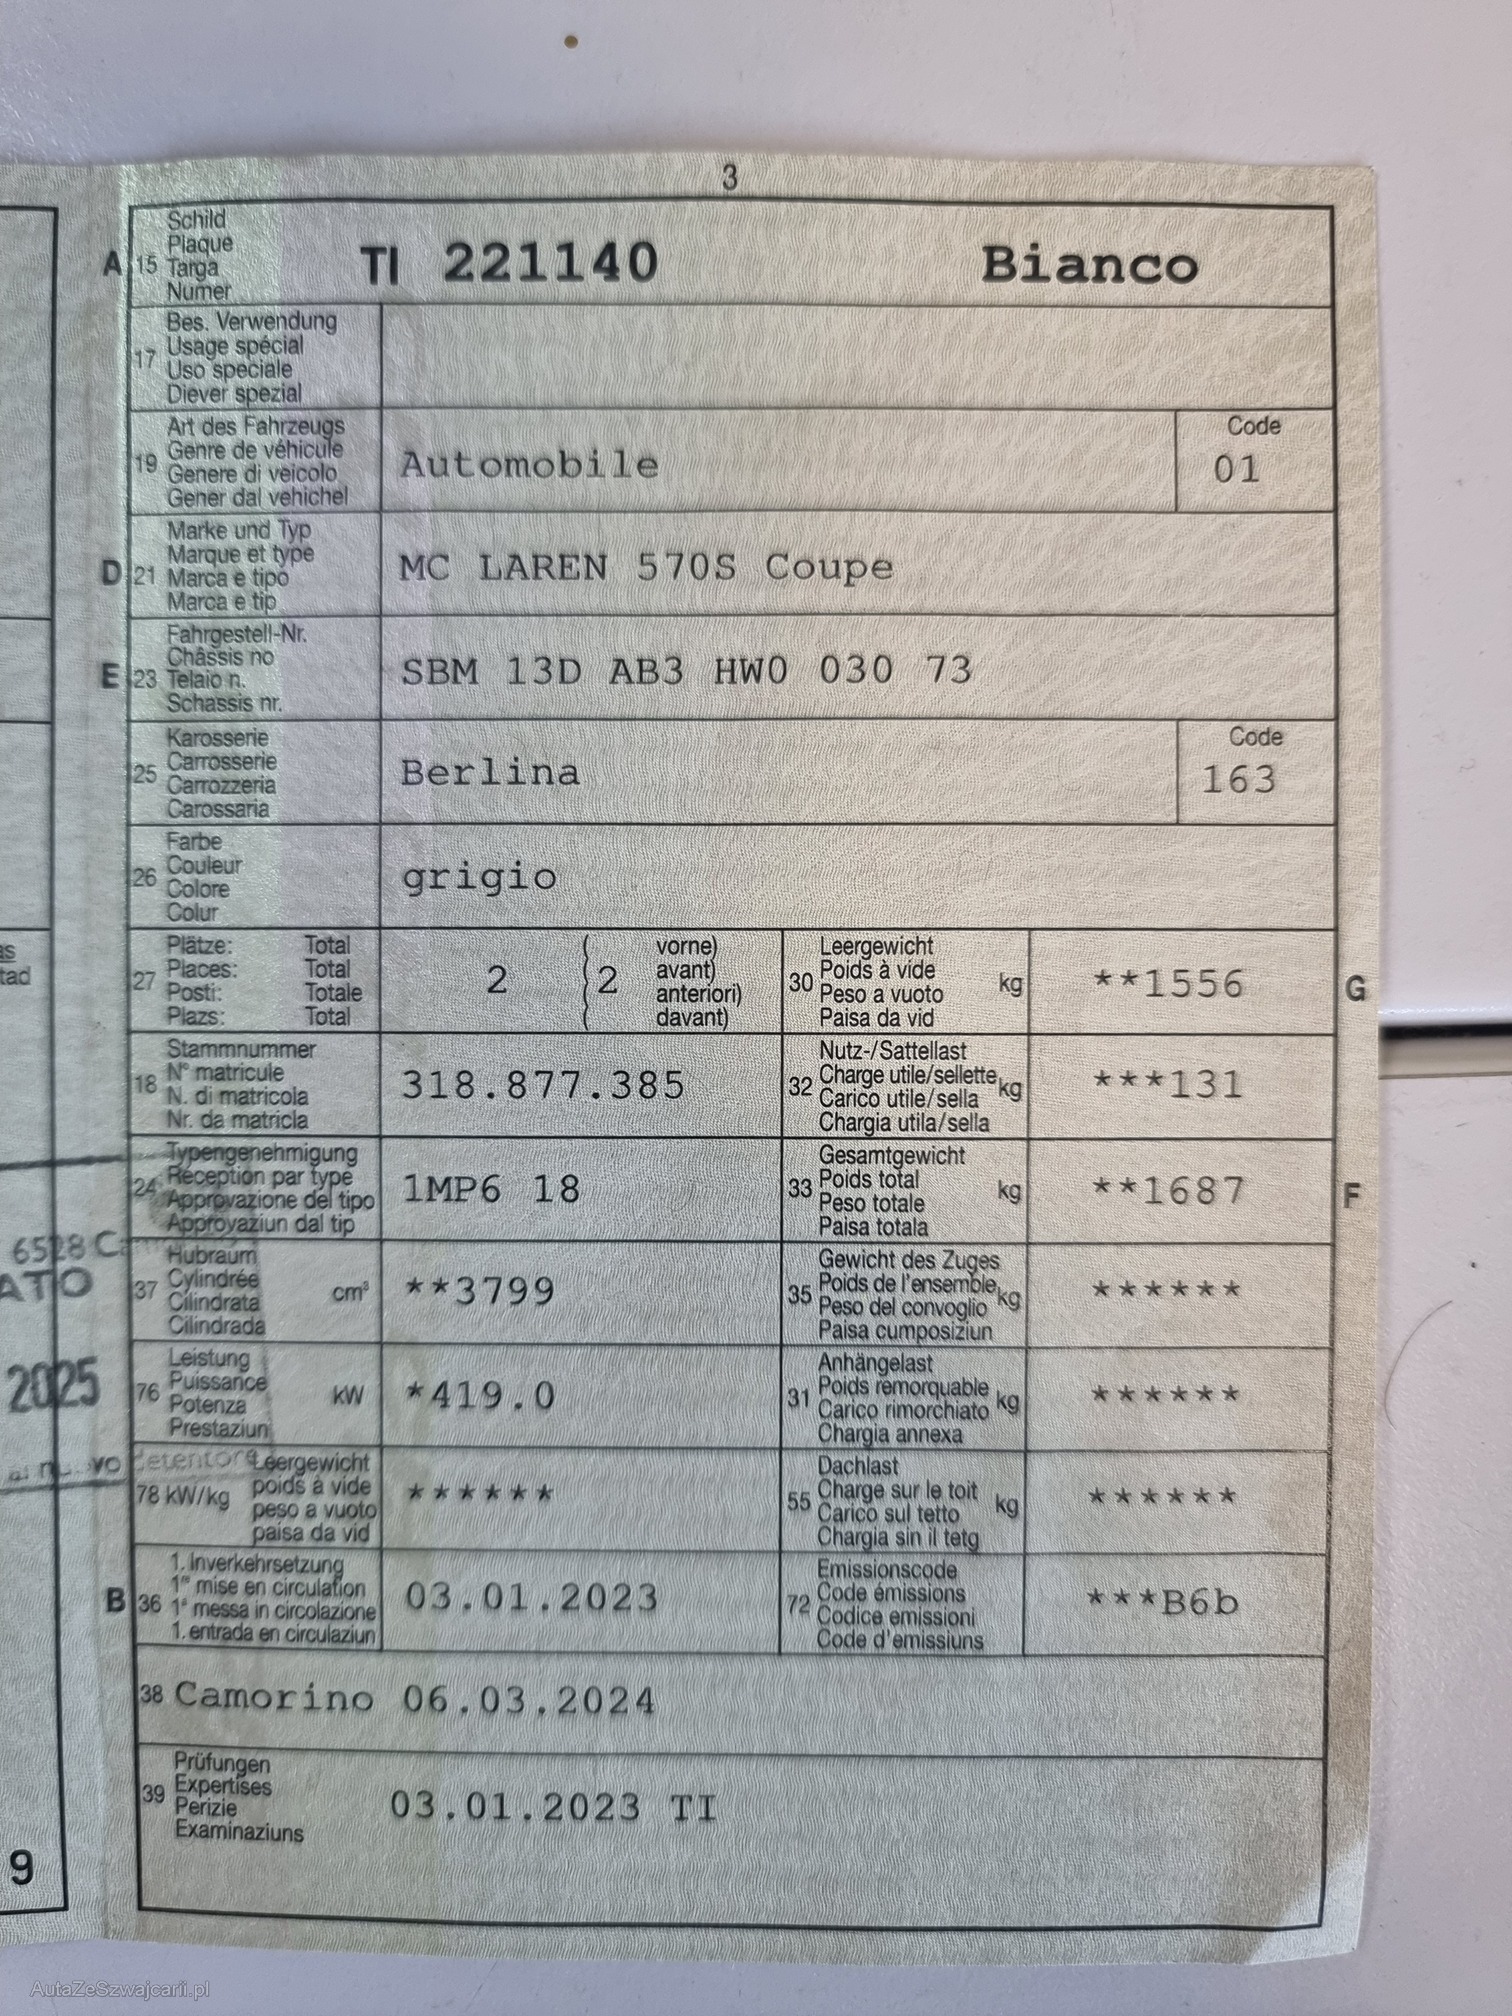 3
A 15 Schild
Plaque
Targa
Numer
TI 221140 Bianco
17 Bes. Verwendung
Usage spécial
Uso speciale
Diever spezial
19 Art des Fahrzeugs
Genre de véhicule
Genere di veicolo
Gener dal vehichel
Automobile
Code
01
D 21 Marke und Typ
Marque et type
Marca e tipo
Marca e tip
MC LAREN 570S Coupe
E 23 Fahrgestell-Nr.
Châssis no
Telaio n.
Schassis nr.
SBM 13D AB3 HW0 030 73
25 Karosserie
Carrosserie
Carrozzeria
Carossaria
Berlina
Code
163
26 Farbe
Couleur
Colore
Colur
grigio
27 Plätze: Total
Places: Total
Posti: Totale
Plazs: Total
2 ( 2
vorne)
avant)
anteriori)
davant)
30 Leergewicht
Poids à vide
Peso a vuoto
Paisa da vid
kg **1556 G
18 Stammnummer
N° matricule
N. di matricola
Nr. da matricla
318.877.385
32 Nutz-/Sattellast
Charge utile/sellette
Carico utile/sella
Chargia utila/sella
kg ***131
24 Typengenehmigung
Réception par type
Approvazione del tipo
Approvaziun dal tip
1MP6 18
33 Gesamtgewicht
Poids total
Peso totale
Paisa totala
kg **1687 F
37 Hubraum
Cylindrée
Cilindrata
Cilindrada
cm³ **3799
35 Gewicht des Zuges
Poids de l'ensemble
Peso del convoglio
Paisa cumposiziun
kg ******
76 Leistung
Puissance
Potenza
Prestaziun
kW *419.0
31 Anhängelast
Poids remorquable
Carico rimorchiato
Chargia annexa
kg ******
78 kW/kg Leergewicht
poids à vide
peso a vuoto
paisa da vid
******
55 Dachlast
Charge sur le toit
Carico sul tetto
Chargia sin il tetg
kg ******
B 36 1. Inverkehrsetzung
1re mise en circulation
1a messa in circolazione
1. entrada en circulaziun
03.01.2023
72 Emissionscode
Code émissions
Codice emissioni
Code d'emissiuns
***B6b
38 Camorino 06.03.2024
39 Prüfungen
Expertises
Perizie
Examinaziuns
03.01.2023 TI
6528
2025
9
AutaZeSzwajcarii.pl